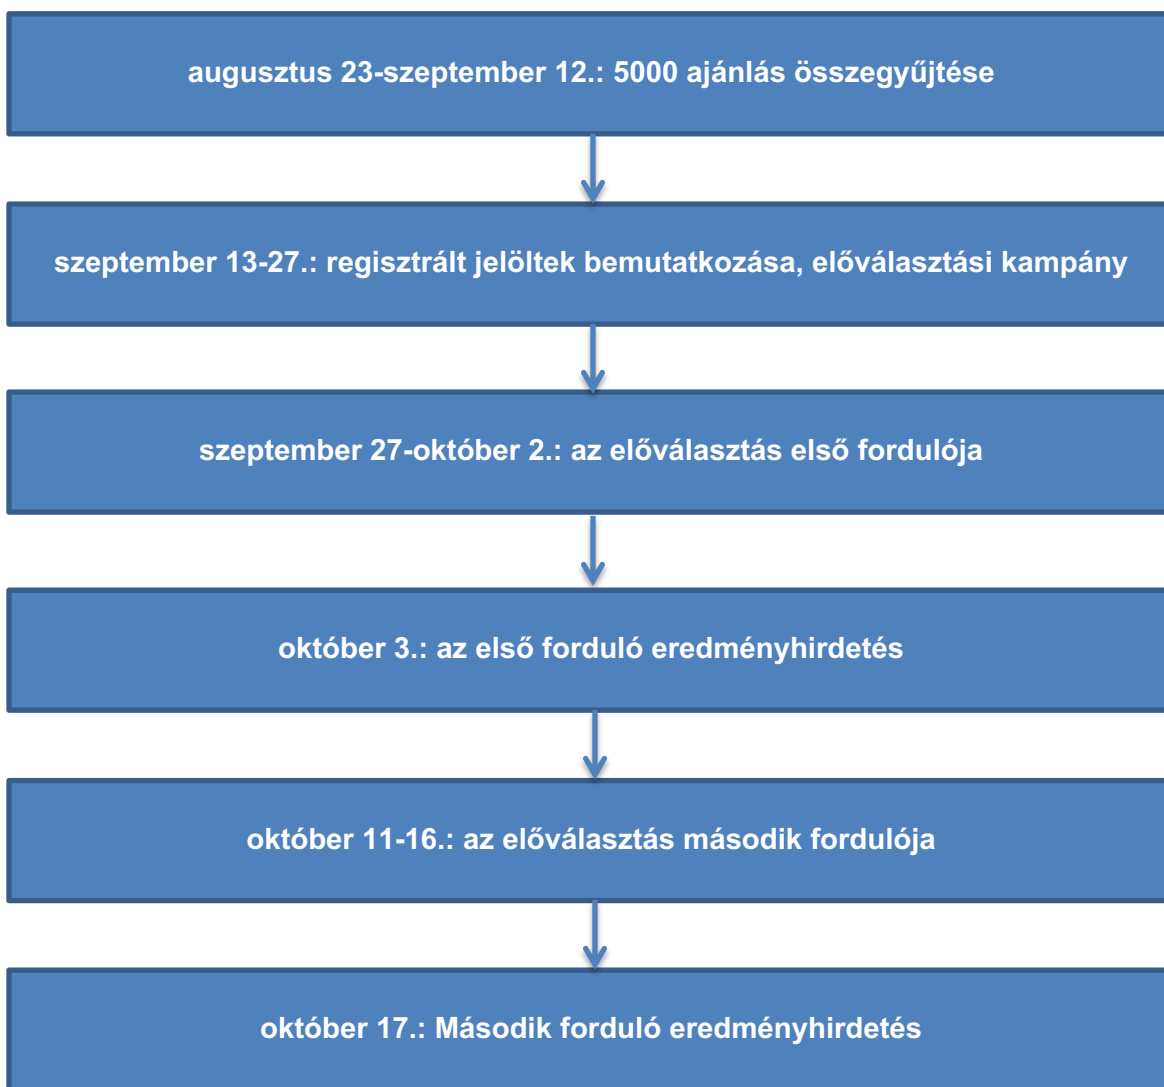 augusztus 23-szeptember 12.: 5000 ajánlás összegyűjtése
szeptember 13-27.: regisztrált jelöltek bemutatkozása, előválasztási kampány
szeptember 27-október 2.: az előválasztás első fordulója
október 3.: az első forduló eredményhirdetés
október 11-16.: az előválasztás második fordulója
október 17.: Második forduló eredményhirdetés